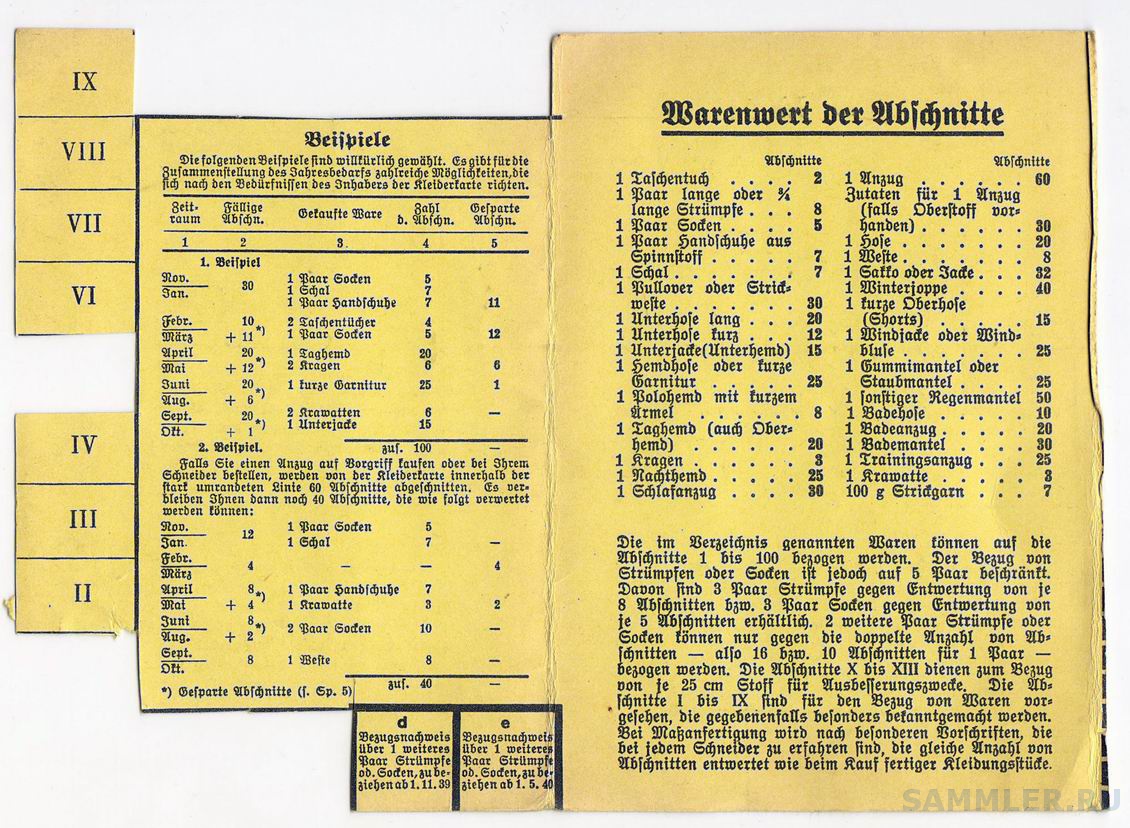 IX
VIII
VII
VI
IV
III
II
Beispiele
Die folgenden Beispiele sind willkürlich gewählt. Es gibt für die
Zusammenstellung des Jahresbedarfs zahlreiche Möglichkeiten, die
sich nach den Bedürfnissen des Inhabers der Kleiderkarte richten.
Zeit- Fällige Gekaufte Ware Zahl Gesparte
raum Abschn. d. Abschn. Abschn.
1 2 3. 4 5
1. Beispiel
Nov. 30 1 Paar Socken 5
Jan. 1 Schal 7
1 Paar Handschuhe 7 11
Febr. 10 2 Taschentücher 4
März + 11 *) 1 Paar Socken 5 12
April 20 1 Taghemd 20
Mai + 12 *) 2 Kragen 6 6
Juni 20 1 kurze Garnitur 25 1
Aug. + 6 *)
Sept. 20 2 Krawatten 6 —
Okt. + 1 *) 1 Unterjacke 15
zus. 100 —
2. Beispiel.
Falls Sie einen Anzug auf Vorgriff kaufen oder bei Ihrem
Schneider bestellen, werden von der Kleiderkarte innerhalb der
stark umrandeten Linie 60 Abschnitte abgeschnitten. Es ver-
bleiben Ihnen dann noch 40 Abschnitte, die wie folgt verwertet
werden können:
Nov. 12 1 Paar Socken 5
Jan. 1 Schal 7 —
Febr. 4 — — 4
März
April 8 1 Paar Handschuhe 7
Mai + 4 *) 1 Krawatte 3 2
Juni 8 2 Paar Socken 10 —
Aug. + 2 *)
Sept. 8 1 Weste 8 —
Okt.
zus. 40 —
*) Gesparte Abschnitte (s. Sp. 5)
d
Bezugsnachweis
über 1 weiteres
Paar Strümpfe
od. Socken, zu be-
ziehen ab 1. 11. 39
e
Bezugsnachweis
über 1 weiteres
Paar Strümpfe
od. Socken, zu be-
ziehen ab 1. 5. 40
Warenwert der Abschnitte
Abschnitte
1 Taschentuch . . . . 2
1 Paar lange oder ¾
lange Strümpfe . . . 8
1 Paar Socken . . . . 5
1 Paar Handschuhe aus
Spinnstoff . . . . . 7
1 Schal . . . . . . . 7
1 Pullover oder Strick-
weste . . . . . . . 30
1 Unterhose lang . . . 20
1 Unterhose kurz . . . 12
1 Unterjacke (Unterhemd) 15
1 Hemdhose oder kurze
Garnitur . . . . . . 25
1 Polohemd mit kurzem
Ärmel . . . . . . 8
1 Taghemd (auch Ober-
hemd) . . . . . . 20
1 Kragen . . . . . . 3
1 Nachthemd . . . . 25
1 Schlafanzug . . . . 30
Abschnitte
1 Anzug . . . . . . 60
Zutaten für 1 Anzug
(falls Oberstoff vor-
handen) . . . . . . 30
1 Hose . . . . . . . 20
1 Weste . . . . . . . 8
1 Sakko oder Jacke . . . 32
1 Winterjoppe . . . . 40
1 kurze Oberhose
(Shorts) . . . . . . 15
1 Windjacke oder Wind-
bluse . . . . . . . 25
1 Gummimantel oder
Staubmantel . . . . 25
1 sonstiger Regenmantel 50
1 Badehose . . . . . 10
1 Badeanzug . . . . . 20
1 Bademantel . . . . 30
1 Trainingsanzug . . . 25
1 Krawatte . . . . . 3
100 g Strickgarn . . . 7
Die im Verzeichnis genannten Waren können auf die
Abschnitte 1 bis 100 bezogen werden. Der Bezug von
Strümpfen oder Socken ist jedoch auf 5 Paar beschränkt.
Davon sind 3 Paar Strümpfe gegen Entwertung von je
8 Abschnitten bzw. 3 Paar Socken gegen Entwertung von
je 5 Abschnitten erhältlich. 2 weitere Paar Strümpfe oder
Socken können nur gegen die doppelte Anzahl von Ab-
schnitten — also 16 bzw. 10 Abschnitten für 1 Paar —
bezogen werden. Die Abschnitte X bis XIII dienen zum Bezug
von je 25 cm Stoff für Ausbesserungszwecke. Die Ab-
schnitte I bis IX sind für den Bezug von Waren vor-
gesehen, die gegebenenfalls besonders bekanntgemacht werden.
Bei Maßanfertigung wird nach besonderen Vorschriften, die
bei jedem Schneider zu erfahren sind, die gleiche Anzahl von
Abschnitten entwertet wie beim Kauf fertiger Kleidungsstücke.
SAMMLER.RU